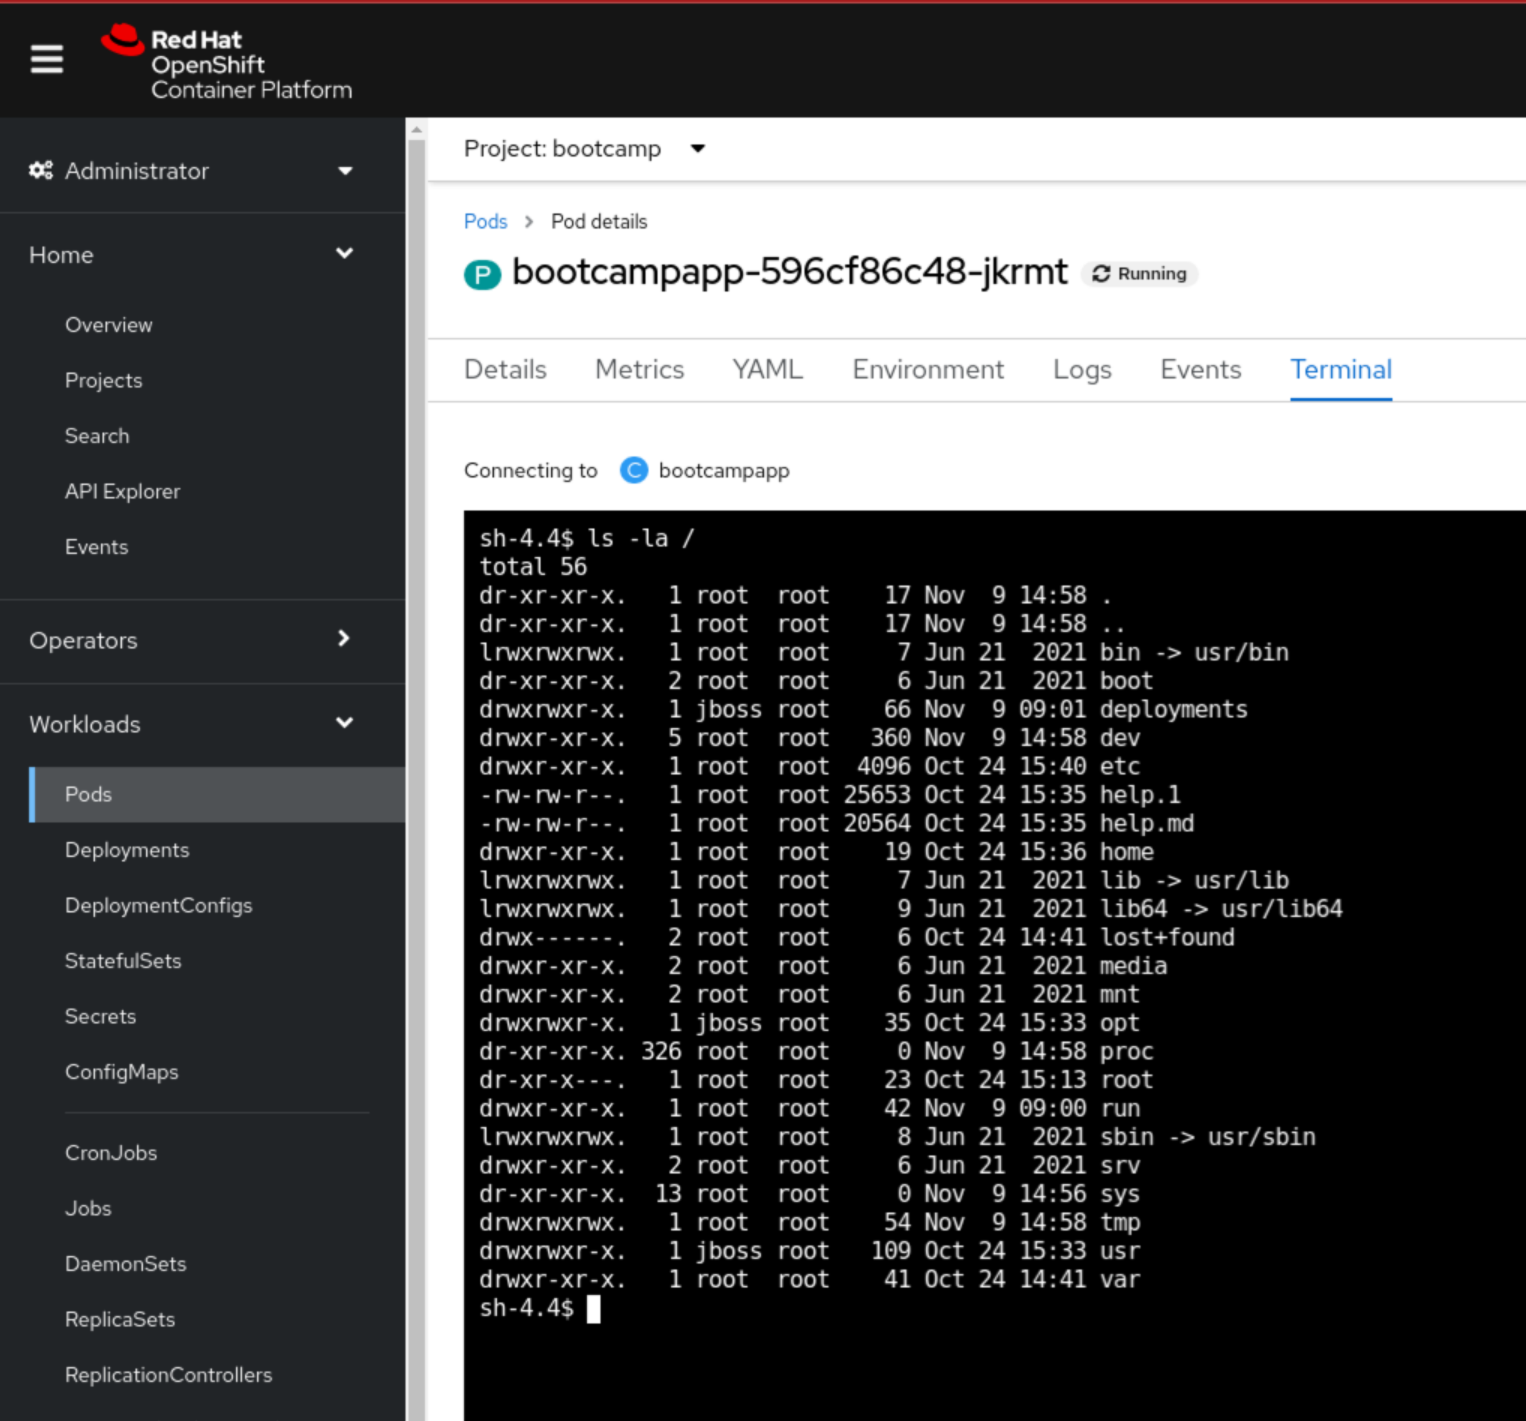 Red Hat
OpenShift
Container Platform
Administrator
Home
Overview
Projects
Search
API Explorer
Events
Operators
Workloads
Pods
Deployments
DeploymentConfigs
StatefulSets
Secrets
ConfigMaps
CronJobs
Jobs
DaemonSets
ReplicaSets
ReplicationControllers
Project: bootcamp
Pods > Pod details
P bootcampapp-596cf86c48-jkrmt Running
Details Metrics YAML Environment Logs Events Terminal
Connecting to C bootcampapp
sh-4.4$ ls -la /
total 56
dr-xr-xr-x.   1 root  root    17 Nov  9 14:58 .
dr-xr-xr-x.   1 root  root    17 Nov  9 14:58 ..
lrwxrwxrwx.   1 root  root     7 Jun 21  2021 bin -> usr/bin
dr-xr-xr-x.   2 root  root     6 Jun 21  2021 boot
drwxrwxr-x.   1 jboss root    66 Nov  9 09:01 deployments
drwxr-xr-x.   5 root  root   360 Nov  9 14:58 dev
drwxr-xr-x.   1 root  root  4096 Oct 24 15:40 etc
-rw-rw-r--.   1 root  root 25653 Oct 24 15:35 help.1
-rw-rw-r--.   1 root  root 20564 Oct 24 15:35 help.md
drwxr-xr-x.   1 root  root    19 Oct 24 15:36 home
lrwxrwxrwx.   1 root  root     7 Jun 21  2021 lib -> usr/lib
lrwxrwxrwx.   1 root  root     9 Jun 21  2021 lib64 -> usr/lib64
drwx------.   2 root  root     6 Oct 24 14:41 lost+found
drwxr-xr-x.   2 root  root     6 Jun 21  2021 media
drwxr-xr-x.   2 root  root     6 Jun 21  2021 mnt
drwxrwxr-x.   1 jboss root    35 Oct 24 15:33 opt
dr-xr-xr-x. 326 root  root     0 Nov  9 14:58 proc
dr-xr-x---.   1 root  root    23 Oct 24 15:13 root
drwxr-xr-x.   1 root  root    42 Nov  9 09:00 run
lrwxrwxrwx.   1 root  root     8 Jun 21  2021 sbin -> usr/sbin
drwxr-xr-x.   2 root  root     6 Jun 21  2021 srv
dr-xr-xr-x.  13 root  root     0 Nov  9 14:56 sys
drwxrwxrwx.   1 root  root    54 Nov  9 14:58 tmp
drwxrwxr-x.   1 jboss root   109 Oct 24 15:33 usr
drwxr-xr-x.   1 root  root    41 Oct 24 14:41 var
sh-4.4$